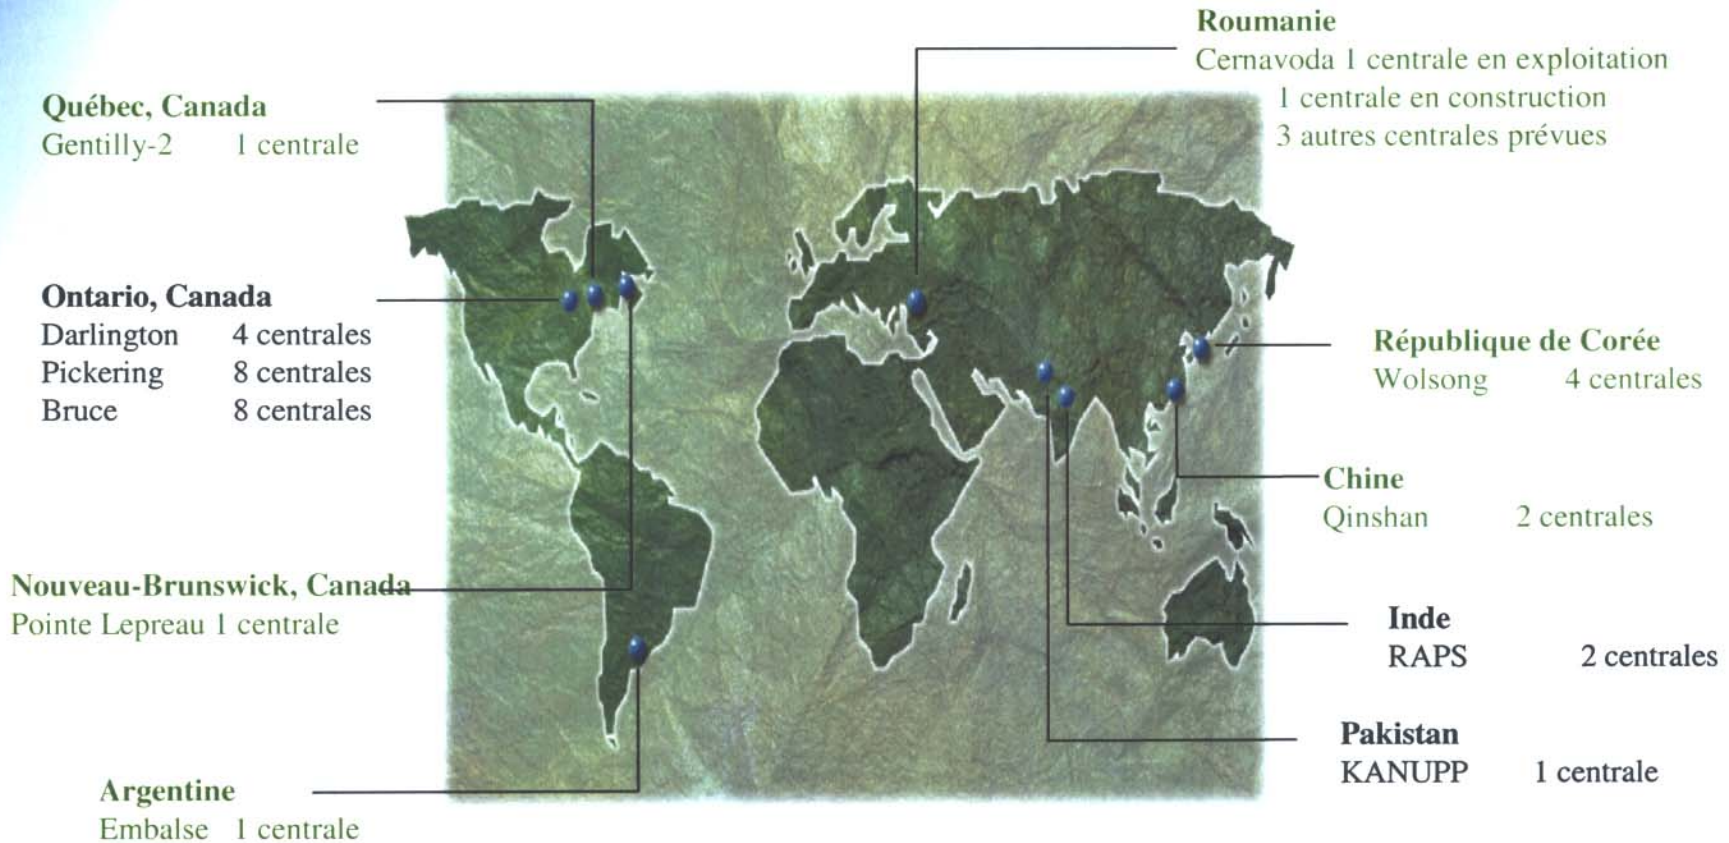 Roumanie
Cernavoda 1 centrale en exploitation
1 centrale en construction
3 autres centrales prévues
Québec, Canada
Gentilly-2 1 centrale
Ontario, Canada
Darlington 4 centrales
Pickering 8 centrales
Bruce 8 centrales
République de Corée
Wolsong 4 centrales
Chine
Qinshan 2 centrales
Nouveau-Brunswick, Canada
Pointe Lepreau 1 centrale
Inde
RAPS 2 centrales
Pakistan
KANUPP 1 centrale
Argentine
Embalse 1 centrale